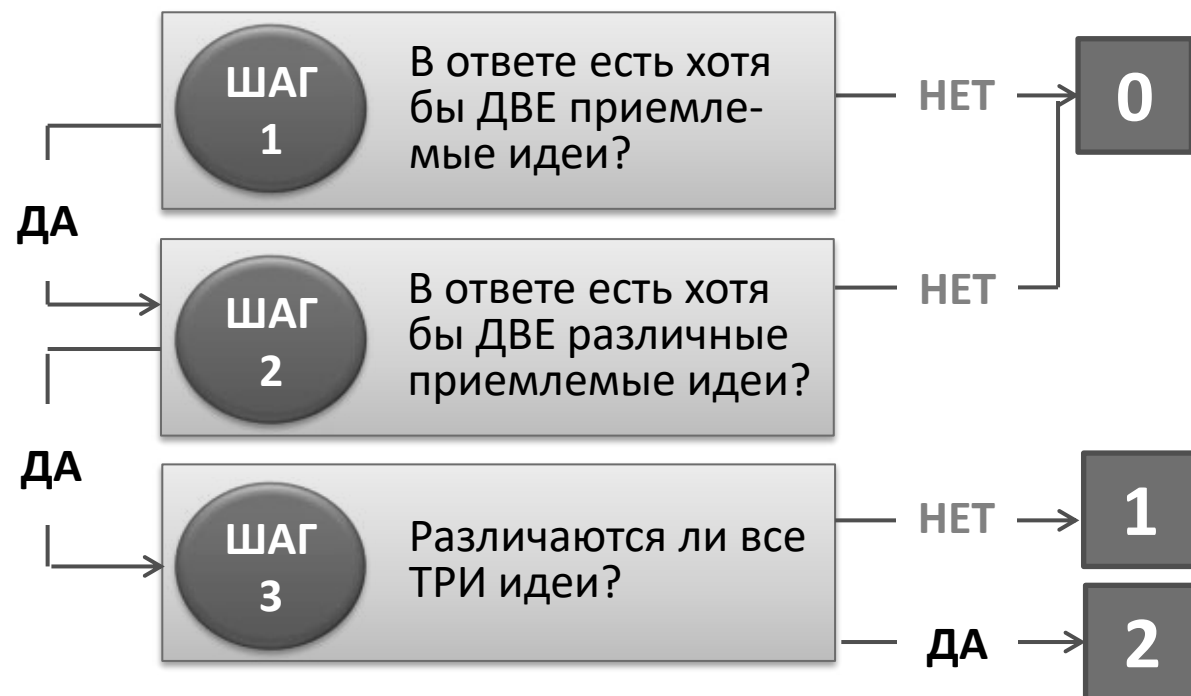 ШАГ
1
В ответе есть хотя
бы ДВЕ приемле-
мые идеи?
НЕТ
0
ДА
ШАГ
2
В ответе есть хотя
бы ДВЕ различные
приемлемые идеи?
НЕТ
ДА
ШАГ
3
Различаются ли все
ТРИ идеи?
НЕТ
1
ДА
2